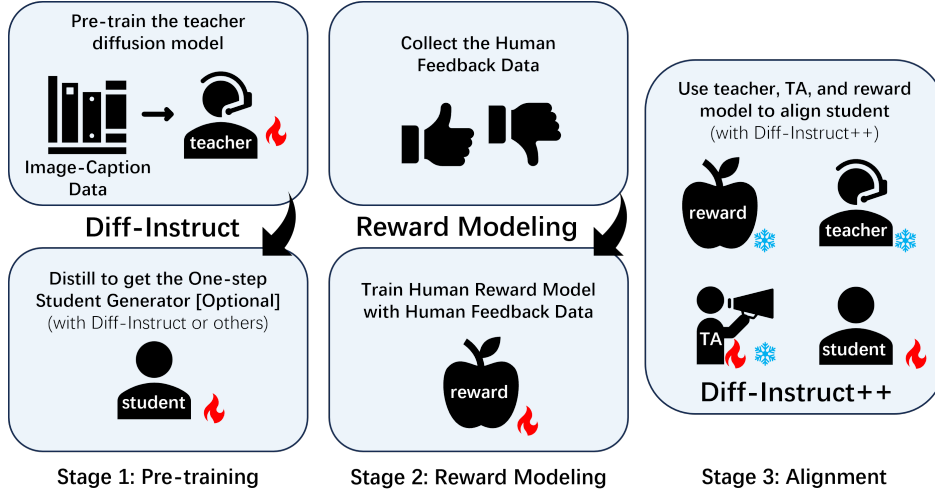 Pre-train the teacher
diffusion model
teacher
Image-Caption
Data
Diff-Instruct
Distill to get the One-step
Student Generator [Optional]
(with Diff-Instruct or others)
student
Stage 1: Pre-training
Collect the Human
Feedback Data
Reward Modeling
Train Human Reward Model
with Human Feedback Data
reward
Stage 2: Reward Modeling
Use teacher, TA, and reward
model to align student
(with Diff-Instruct++)
reward
teacher
TA
student
Diff-Instruct++
Stage 3: Alignment